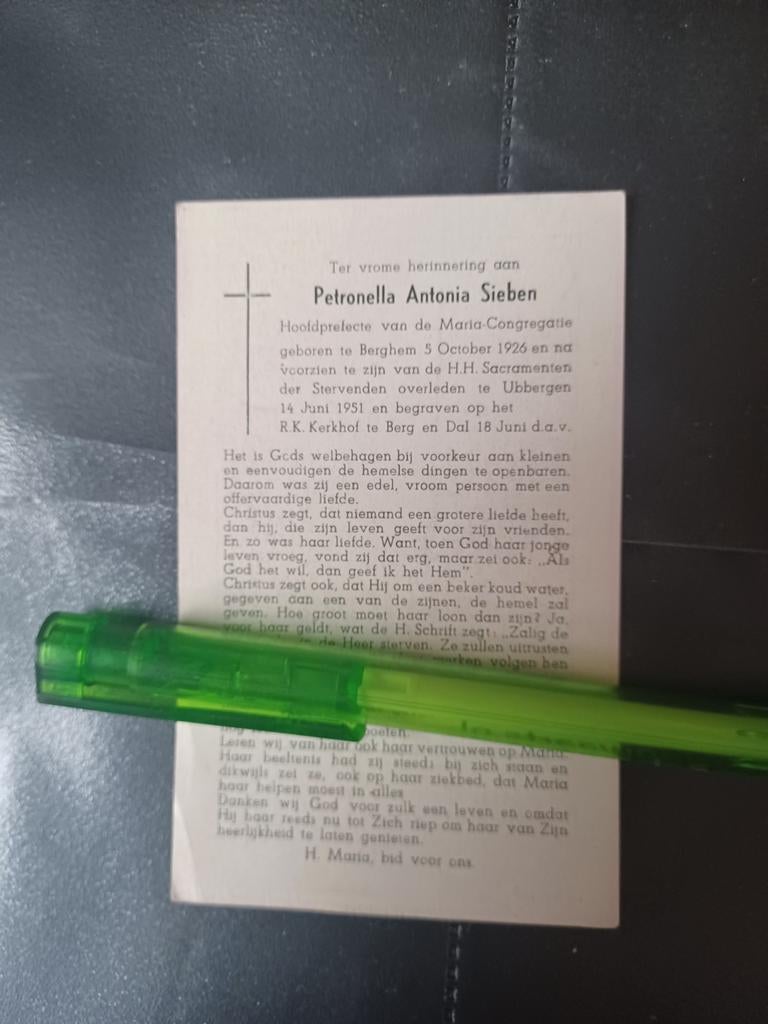 Ter vrome herinnering aan
Petronella Antonia Sieben
Hoofdprefecte van de Maria-Congregatie
geboren te Berghem 5 October 1926 en na
voorzien te zijn van de H.H. Sacramenten
der Stervenden overleden te Ubbergen
14 Juni 1951 en begraven op het
R.K. Kerkhof te Berg en Dal 18 Juni d.a.v.
Het is Gods welbehagen bij voorkeur aan kleinen
en eenvoudigen de hemelse dingen te openbaren.
Daarom was zij een edel, vroom persoon met een
offervaardige liefde.
Christus zegt, dat niemand een grotere liefde heeft,
dan hij, die zijn leven geeft voor zijn vrienden.
En zo was haar liefde. Want, toen God haar jonge
leven vroeg, vond zij dat erg, maar zei ook: „Als
God het wil, dan geef ik het Hem".
Christus zegt ook, dat Hij om een beker koud water,
gegeven aan een van de zijnen, de hemel zal
geven. Hoe groot moet haar loon dan zijn? Ja,
voor haar geldt, wat de H. Schrift zegt: „Zalig de
in de Heer sterven. Ze zullen uitrusten
werken volgen hen
Leren wij van haar ook haar vertrouwen op Maria.
Haar beeltenis had zij steeds bij zich staan en
dikwijls zei ze, ook op haar ziekbed, dat Maria
haar helpen moest in alles
Danken wij God voor zulk een leven en omdat
Hij haar reeds nu tot Zich riep om haar van Zijn
heerlijkheid te laten genieten.
H. Maria, bid voor ons.